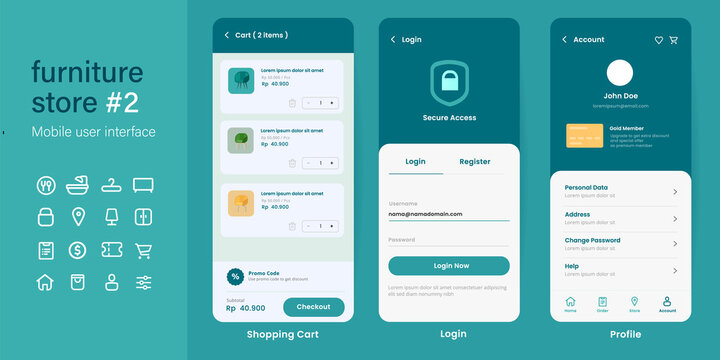 furniture
store #2
Mobile user interface
Cart ( 2 items )
Lorem ipsum dolor sit amet
Rp 50.000 / Pcs
Rp 40.900
- 1 +
Lorem ipsum dolor sit amet
Rp 50.500 / Pcs
Rp 40.900
- 1 +
Lorem ipsum dolor sit amet
Rp 40.900
- 1 +
%
Promo Code
Use promo code to get discount
Subtotal
Rp 40.900
Checkout
Shopping Cart
Login
Secure Access
Login
Register
Username
nama@namadomain.com
Password
Login Now
Lorem ipsum dolor sit amet, consectetuer adipiscing
elit, sed diam nonummy nibh
Login
Account
John Doe
loremipsum@email.com
Gold Member
Upgrade to get extra discount
and special offer
on premium member
Personal Data
Lorem ipsum dolor sit
Address
Lorem ipsum dolor sit
Change Password
Lorem ipsum dolor sit
Help
Lorem ipsum dolor sit
Home
Order
Store
Account
Profile